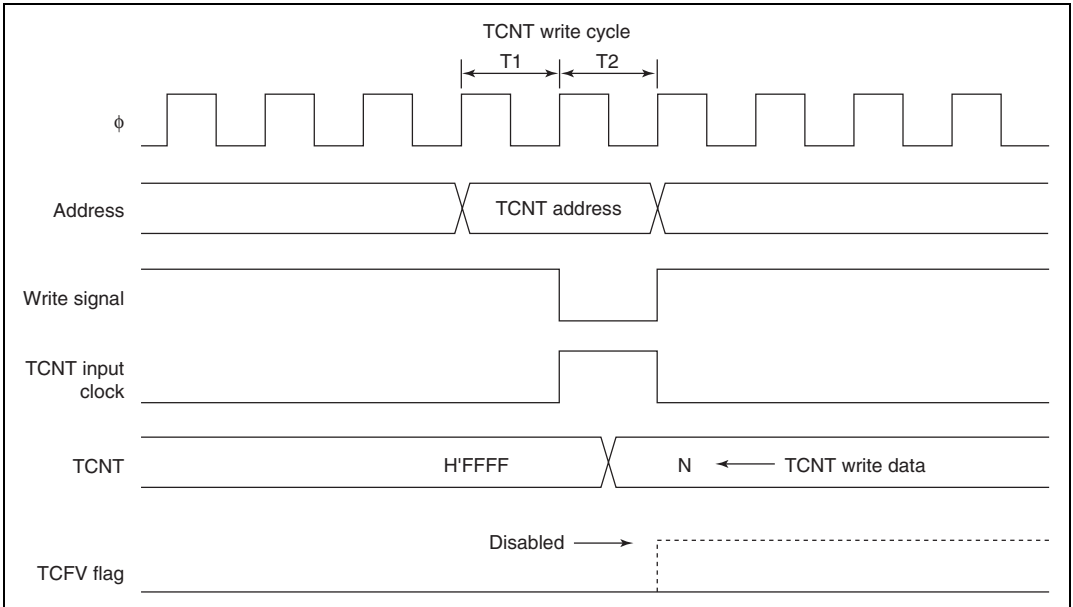 TCNT write cycle
T1 T2
ϕ
Address
TCNT address
Write signal
TCNT input
clock
TCNT
H'FFFF
N
TCNT write data
Disabled
TCFV flag